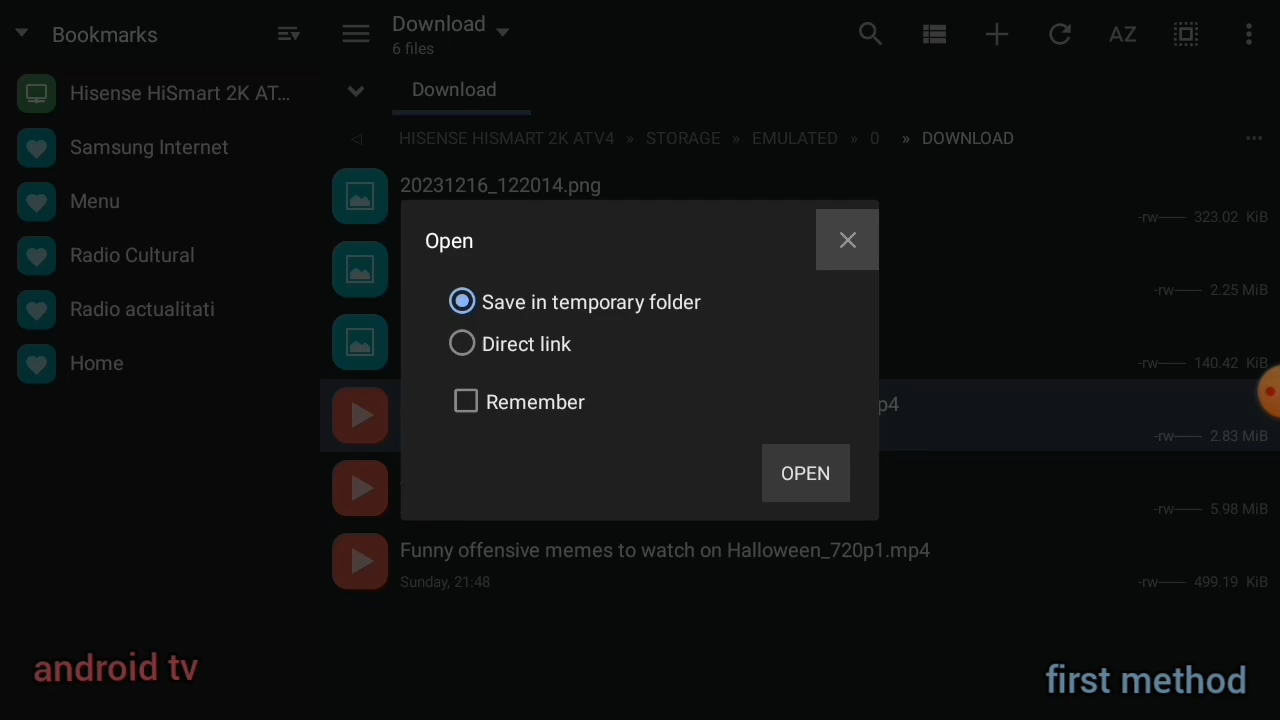 Bookmarks
Download
6 files
AZ
Hisense HiSmart 2K AT...
Samsung Internet
Menu
Radio Cultural
Radio actualitati
Home
Download
HISENSE HISMART 2K ATV4 » STORAGE » EMULATED » 0 » DOWNLOAD
20231216_122014.png
-rw—— 323.02 KiB
-rw—— 2.25 MiB
-rw—— 140.42 KiB
p4
-rw—— 2.83 MiB
-rw—— 5.98 MiB
Funny offensive memes to watch on Halloween_720p1.mp4
Sunday, 21:48
-rw—— 499.19 KiB
Open
Save in temporary folder
Direct link
Remember
OPEN
android tv
first method